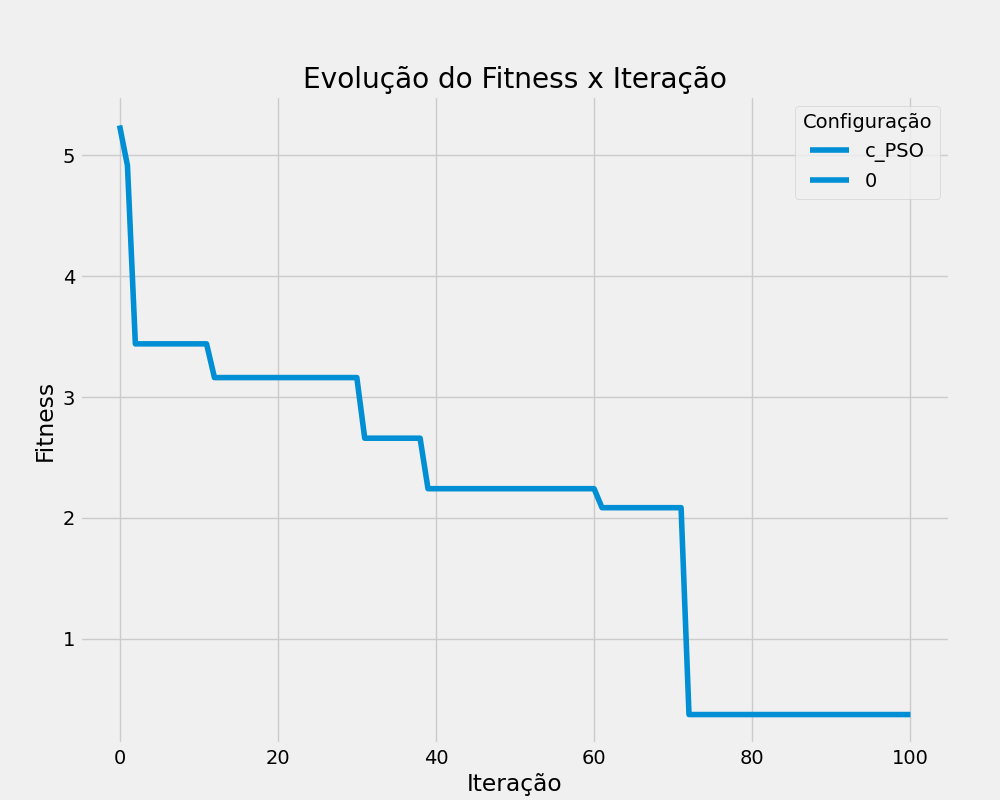 Evolução do Fitness x Iteração
Configuração
c_PSO
0
5
4
3
2
1
Fitness
0 20 40 60 80 100
Iteração